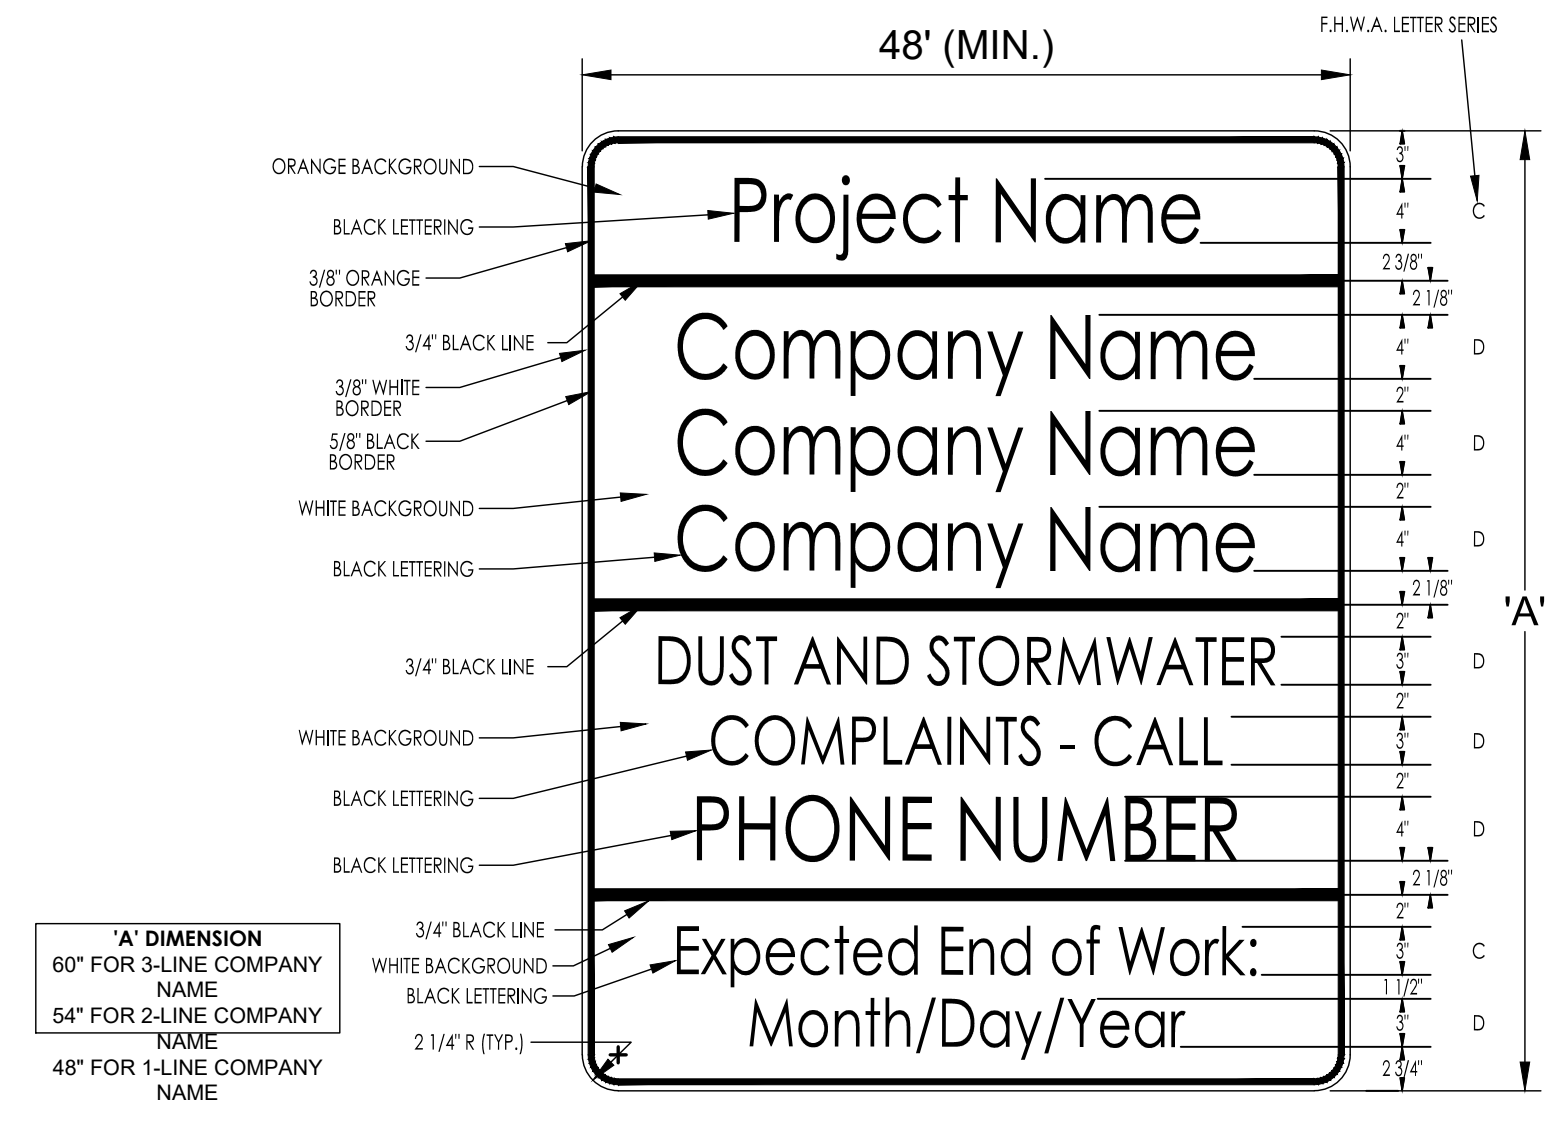 F.H.W.A. LETTER SERIES
48' (MIN.)
ORANGE BACKGROUND
BLACK LETTERING
3/8" ORANGE
BORDER
3/4" BLACK LINE
3/8" WHITE
BORDER
5/8" BLACK
BORDER
WHITE BACKGROUND
BLACK LETTERING
3/4" BLACK LINE
WHITE BACKGROUND
BLACK LETTERING
BLACK LETTERING
3/4" BLACK LINE
WHITE BACKGROUND
BLACK LETTERING
2 1/4" R (TYP.)
'A' DIMENSION
60" FOR 3-LINE COMPANY
NAME
54" FOR 2-LINE COMPANY
NAME
48" FOR 1-LINE COMPANY
NAME
Project Name
Company Name
Company Name
Company Name
DUST AND STORMWATER
COMPLAINTS - CALL
PHONE NUMBER
Expected End of Work:
Month/Day/Year
3"
4" C
2 3/8"
2 1/8"
4" D
2"
4" D
2"
4" D
2 1/8"
2"
3" D
2"
3" D
2"
4" D
2 1/8"
2"
3" C
1 1/2"
3" D
2 3/4"
'A'